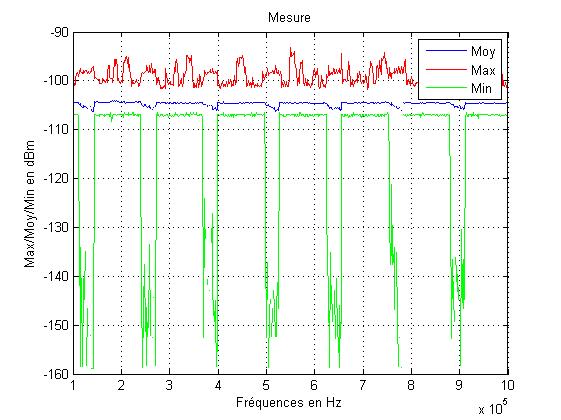 Mesure
-90
-100
-110
-120
-130
-140
-150
-160
Max/Moy/Min en dBm
Moy
Max
Min
1 2 3 4 5 6 7 8 9 10
Fréquences en Hz
x 10^5